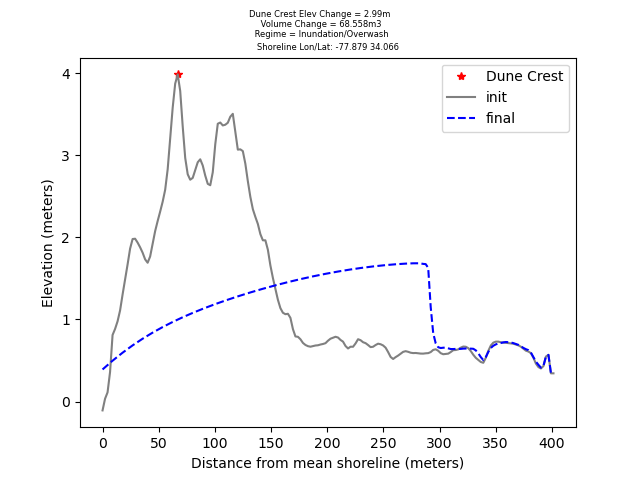 Dune Crest Elev Change = 2.99m
Volume Change = 68.558m3
Regime = Inundation/Overwash
Shoreline Lon/Lat: -77.879 34.066
Dune Crest
init
final
Elevation (meters)
4
3
2
1
0
0 50 100 150 200 250 300 350 400
Distance from mean shoreline (meters)